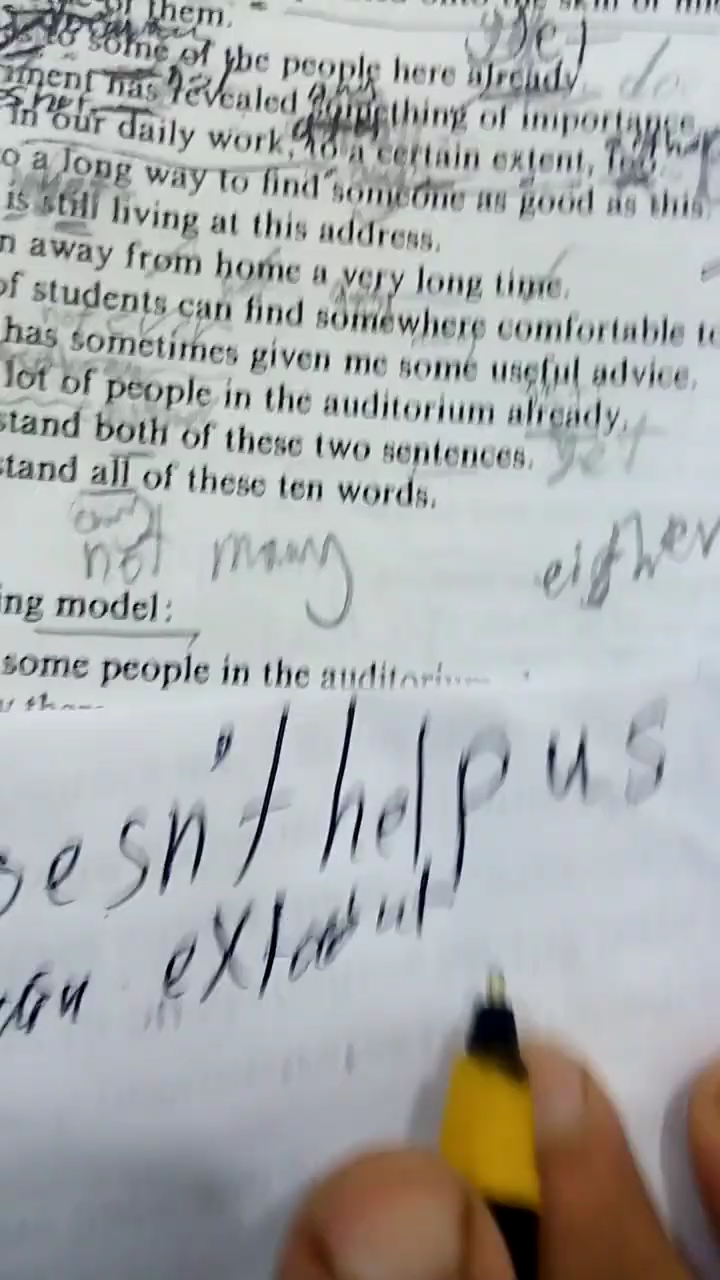 them.
to some of the people here already
yet
has revealed something of importance
in our daily work, to a certain extent, too.
o a long way to find someone as good as this
is still living at this address.
n away from home a very long time.
of students can find somewhere comfortable to
has sometimes given me some useful advice.
lot of people in the auditorium already.
yet
stand both of these two sentences.
stand all of these ten words.
any
not many
either
ing model:
some people in the auditorium
esn't help us